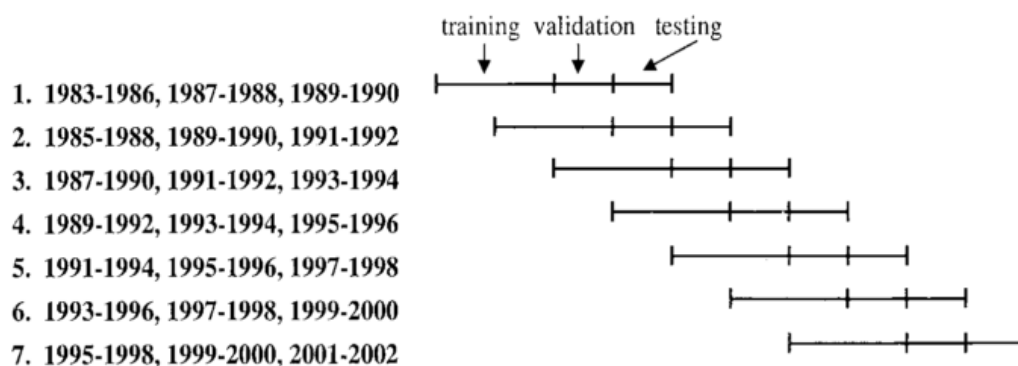 training validation testing
1. 1983-1986, 1987-1988, 1989-1990
2. 1985-1988, 1989-1990, 1991-1992
3. 1987-1990, 1991-1992, 1993-1994
4. 1989-1992, 1993-1994, 1995-1996
5. 1991-1994, 1995-1996, 1997-1998
6. 1993-1996, 1997-1998, 1999-2000
7. 1995-1998, 1999-2000, 2001-2002